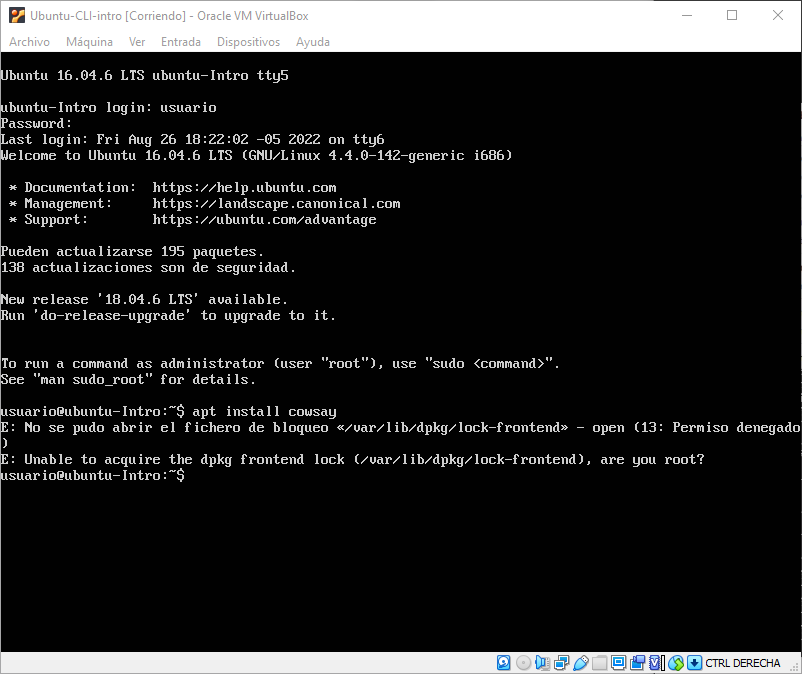 Ubuntu-CLI-intro [Corriendo] - Oracle VM VirtualBox
Archivo Máquina Ver Entrada Dispositivos Ayuda
Ubuntu 16.04.6 LTS ubuntu-Intro tty5
ubuntu-Intro login: usuario
Password:
Last login: Fri Aug 26 18:22:02 -05 2022 on tty6
Welcome to Ubuntu 16.04.6 LTS (GNU/Linux 4.4.0-142-generic i686)
* Documentation: https://help.ubuntu.com
* Management: https://landscape.canonical.com
* Support: https://ubuntu.com/advantage
Pueden actualizarse 195 paquetes.
138 actualizaciones son de seguridad.
New release '18.04.6 LTS' available.
Run 'do-release-upgrade' to upgrade to it.
To run a command as administrator (user "root"), use "sudo <command>".
See "man sudo_root" for details.
usuario@ubuntu-Intro:~$ apt install cowsay
E: No se pudo abrir el fichero de bloqueo «/var/lib/dpkg/lock-frontend» - open (13: Permiso denegado
)
E: Unable to acquire the dpkg frontend lock (/var/lib/dpkg/lock-frontend), are you root?
usuario@ubuntu-Intro:~$
CTRL DERECHA